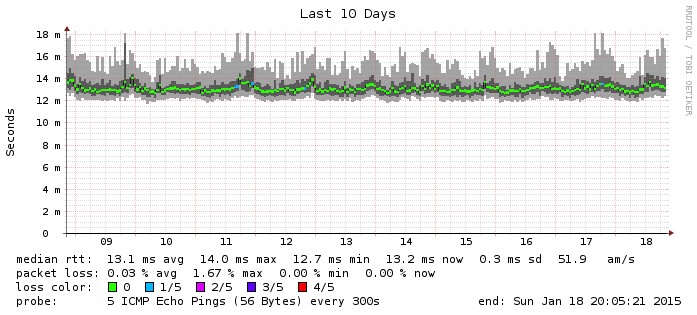 Last 10 Days
RRDTOOL / TOBI OETIKER
Seconds
18 m
16 m
14 m
12 m
10 m
8 m
6 m
4 m
2 m
0
09 10 11 12 13 14 15 16 17 18
median rtt: 13.1 ms avg 14.0 ms max 12.7 ms min 13.2 ms now 0.3 ms sd 51.9 am/s
packet loss: 0.03 % avg 1.67 % max 0.00 % min 0.00 % now
loss color: 0 1/5 2/5 3/5 4/5
probe: 5 ICMP Echo Pings (56 Bytes) every 300s end: Sun Jan 18 20:05:21 2015